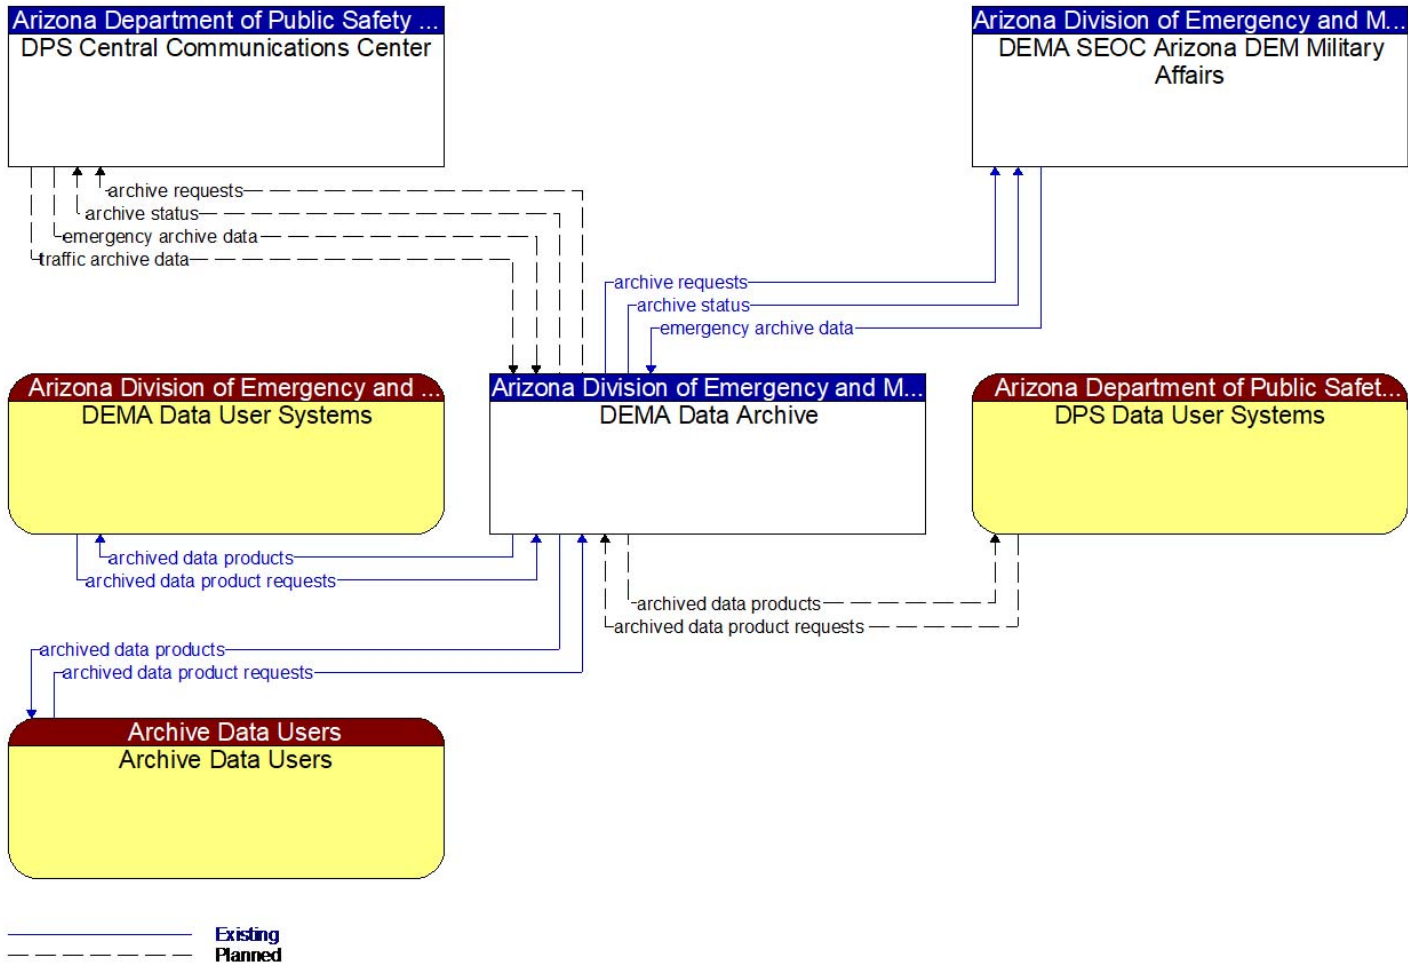 Arizona Department of Public Safety ...
DPS Central Communications Center
Arizona Division of Emergency and M...
DEMA SEOC Arizona DEM Military
Affairs
archive requests
archive status
emergency archive data
traffic archive data
archive requests
archive status
emergency archive data
Arizona Division of Emergency and ...
DEMA Data User Systems
Arizona Division of Emergency and M...
DEMA Data Archive
Arizona Department of Public Safet...
DPS Data User Systems
archived data products
archived data product requests
archived data products
archived data product requests
archived data products
archived data product requests
Archive Data Users
Archive Data Users
Existing
Planned